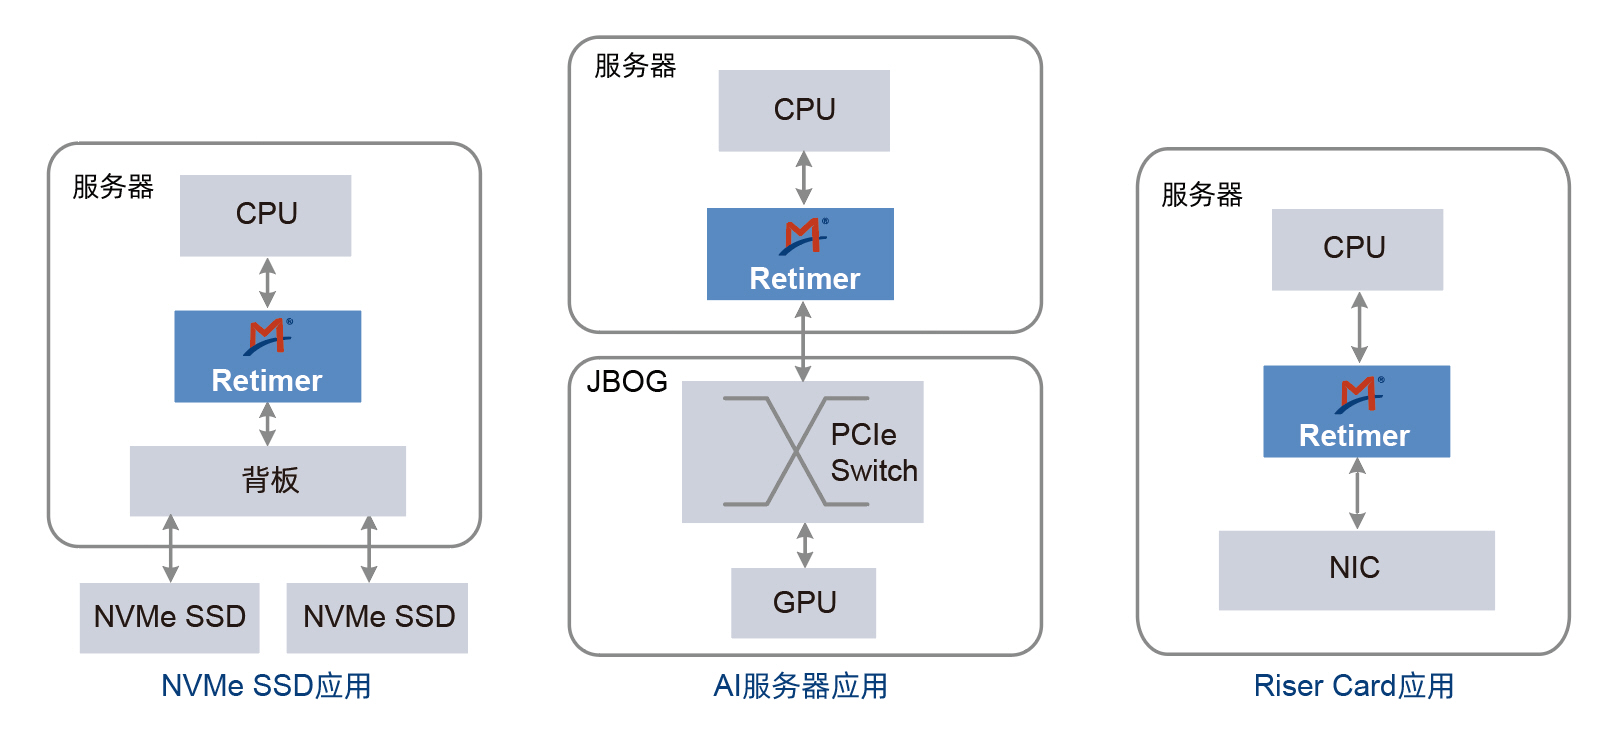 服务器
CPU
M®
Retimer
背板
NVMe SSD
NVMe SSD
NVMe SSD应用
服务器
CPU
M®
Retimer
JBOG
PCIe
Switch
GPU
AI服务器应用
服务器
CPU
M®
Retimer
NIC
Riser Card应用